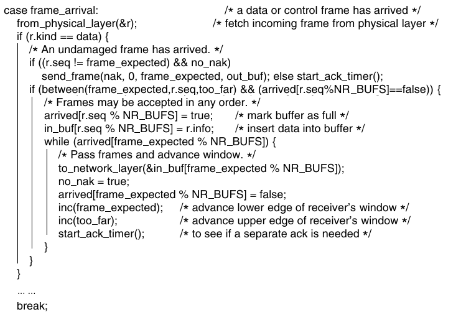 case frame_arrival: /* a data or control frame has arrived */
from_physical_layer(&r); /* fetch incoming frame from physical layer */
if (r.kind == data) {
/* An undamaged frame has arrived. */
if ((r.seq != frame_expected) && no_nak)
send_frame(nak, 0, frame_expected, out_buf); else start_ack_timer();
if (between(frame_expected,r.seq,too_far) && (arrived[r.seq%NR_BUFS]==false)) {
/* Frames may be accepted in any order. */
arrived[r.seq % NR_BUFS] = true; /* mark buffer as full */
in_buf[r.seq % NR_BUFS] = r.info; /* insert data into buffer */
while (arrived[frame_expected % NR_BUFS]) {
/* Pass frames and advance window. */
to_network_layer(&in_buf[frame_expected % NR_BUFS]);
no_nak = true;
arrived[frame_expected % NR_BUFS] = false;
inc(frame_expected); /* advance lower edge of receiver's window */
inc(too_far); /* advance upper edge of receiver's window */
start_ack_timer(); /* to see if a separate ack is needed */
}
}
}
... ...
break;